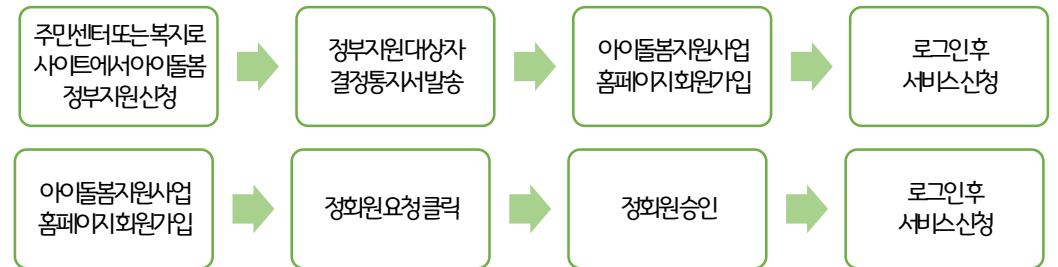 주민센터 또는 복지로
사이트에서 아이돌봄
정부지원 신청
정부지원 대상자
결정통지서 발송
아이돌봄지원사업
홈페이지 회원가입
로그인 후
서비스 신청
아이돌봄지원사업
홈페이지 회원가입
정회원 요청 클릭
정회원 승인
로그인 후
서비스 신청